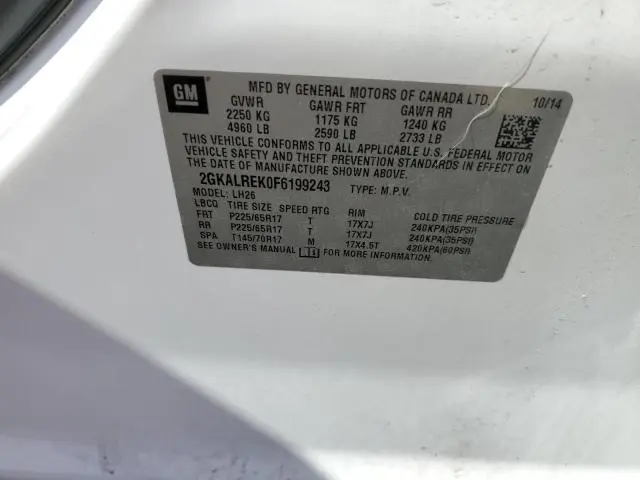 GM
MFD BY GENERAL MOTORS OF CANADA LTD. 10/14
GVWR GAWR FRT GAWR RR
2250 KG 1175 KG 1240 KG
4960 LB 2590 LB 2733 LB
THIS VEHICLE CONFORMS TO ALL APPLICABLE U.S. FEDERAL MOTOR
VEHICLE SAFETY AND THEFT PREVENTION STANDARDS IN EFFECT ON
THE DATE OF MANUFACTURE SHOWN ABOVE.
2GKALREK0F6199243 TYPE: M.P.V.
MODEL: LH26
LBCQ TIRE SIZE SPEED RTG RIM COLD TIRE PRESSURE
FRT P225/65R17 T 17X7J 240KPA(35PSI)
RR P225/65R17 T 17X7J 240KPA(35PSI)
SPA T145/70R17 M 17X4.5T 420KPA(60PSI)
SEE OWNER'S MANUAL FOR MORE INFORMATION.